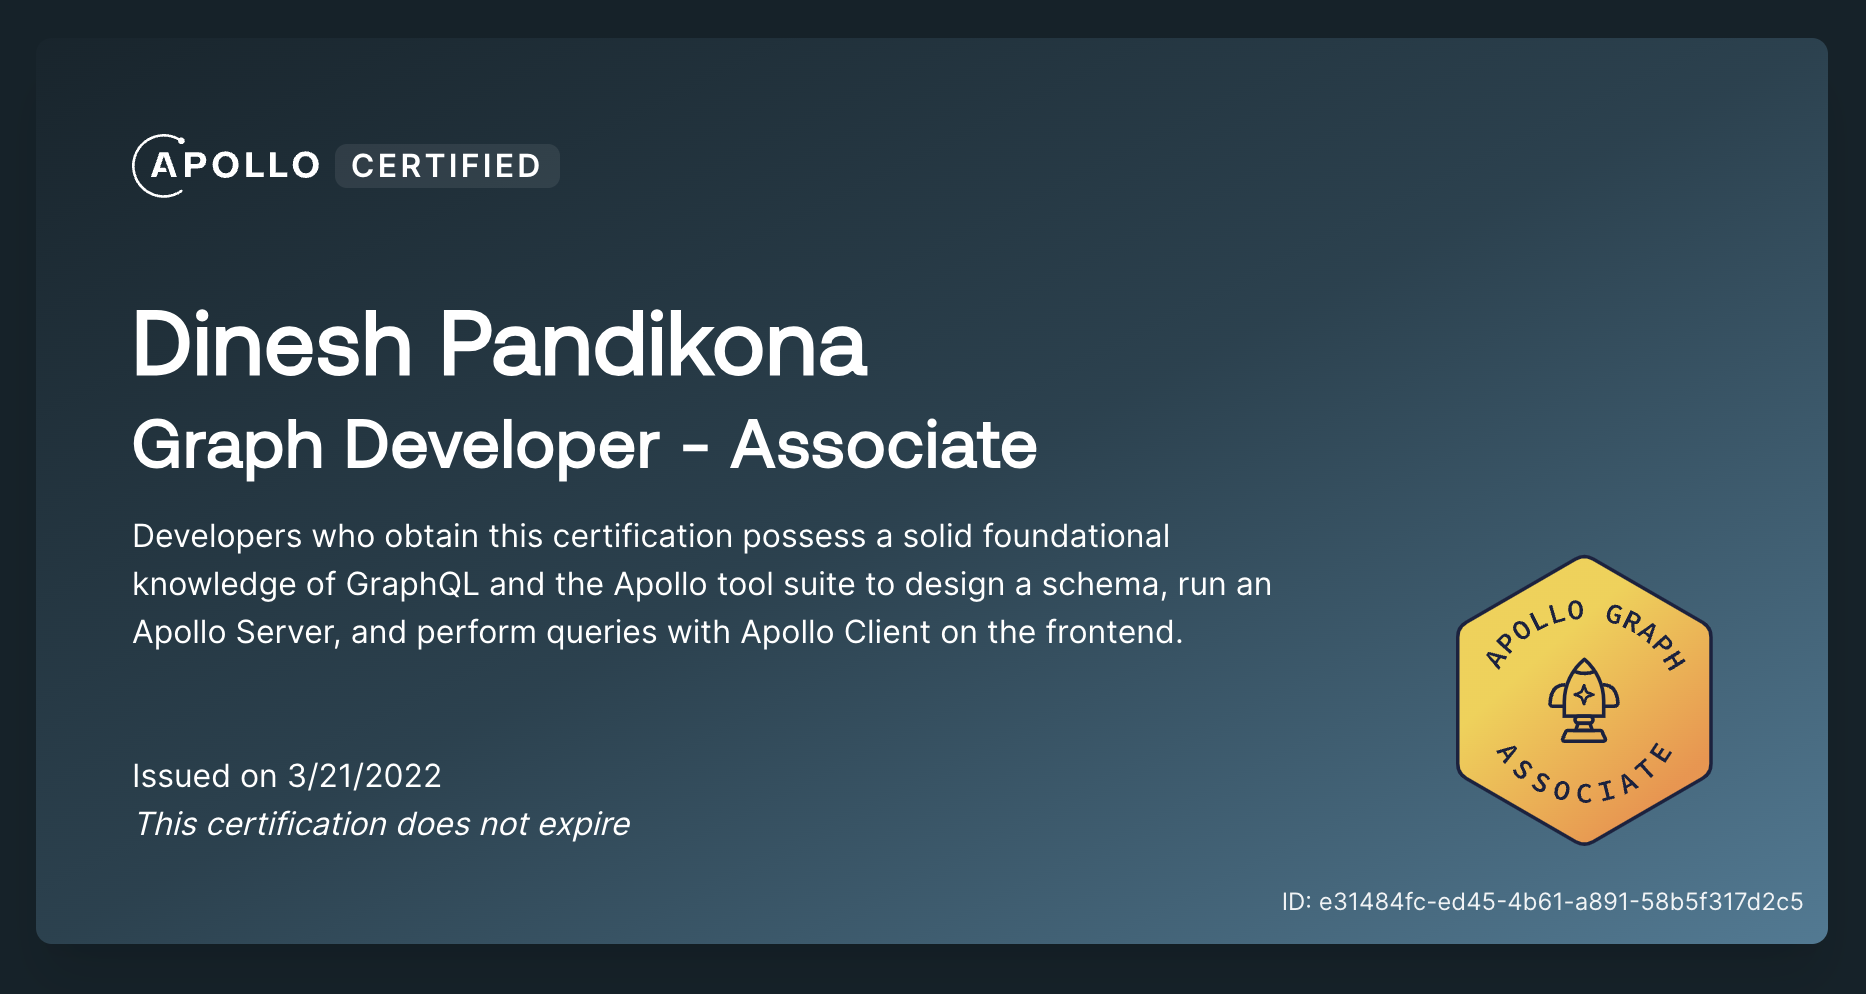 APOLLO CERTIFIED
Dinesh Pandikona
Graph Developer - Associate
Developers who obtain this certification possess a solid foundational
knowledge of GraphQL and the Apollo tool suite to design a schema, run an
Apollo Server, and perform queries with Apollo Client on the frontend.
Issued on 3/21/2022
This certification does not expire
APOLLO GRAPH
ASSOCIATE
ID: e31484fc-ed45-4b61-a891-58b5f317d2c5